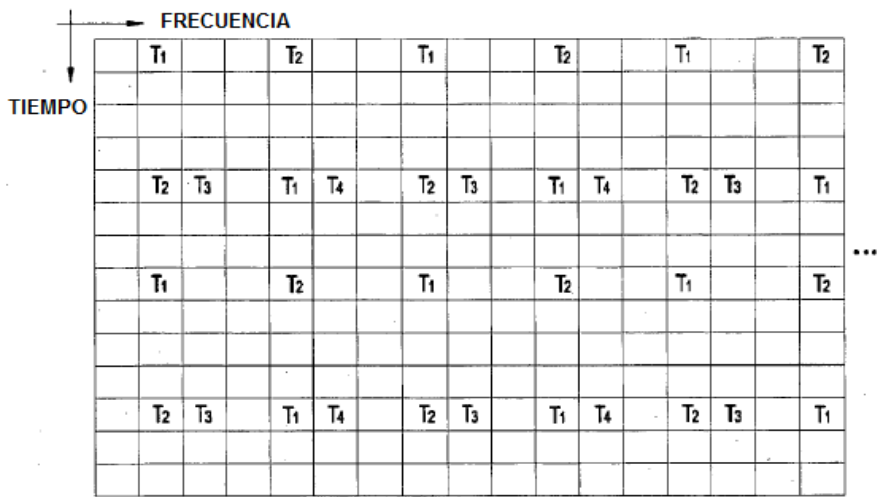 FRECUENCIA
T1 T2 T1 T2 T1 T2
TIEMPO
T2 T3 T1 T4 T2 T3 T1 T4 T2 T3 T1
...
T1 T2 T1 T2 T1 T2
T2 T3 T1 T4 T2 T3 T1 T4 T2 T3 T1